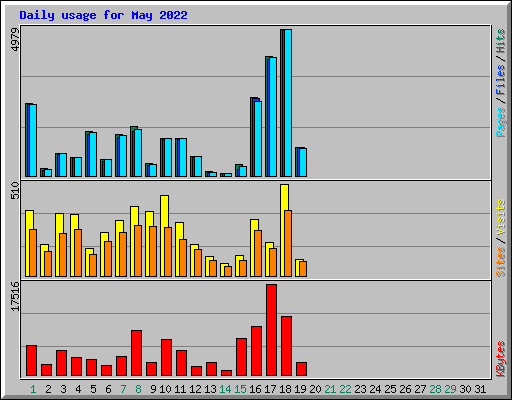 Daily usage for May 2022
4979
510
17516
Pages / Files / Hits
Sites / Visits
KBytes
1 2 3 4 5 6 7 8 9 10 11 12 13 14 15 16 17 18 19 20 21 22 23 24 25 26 27 28 29 30 31